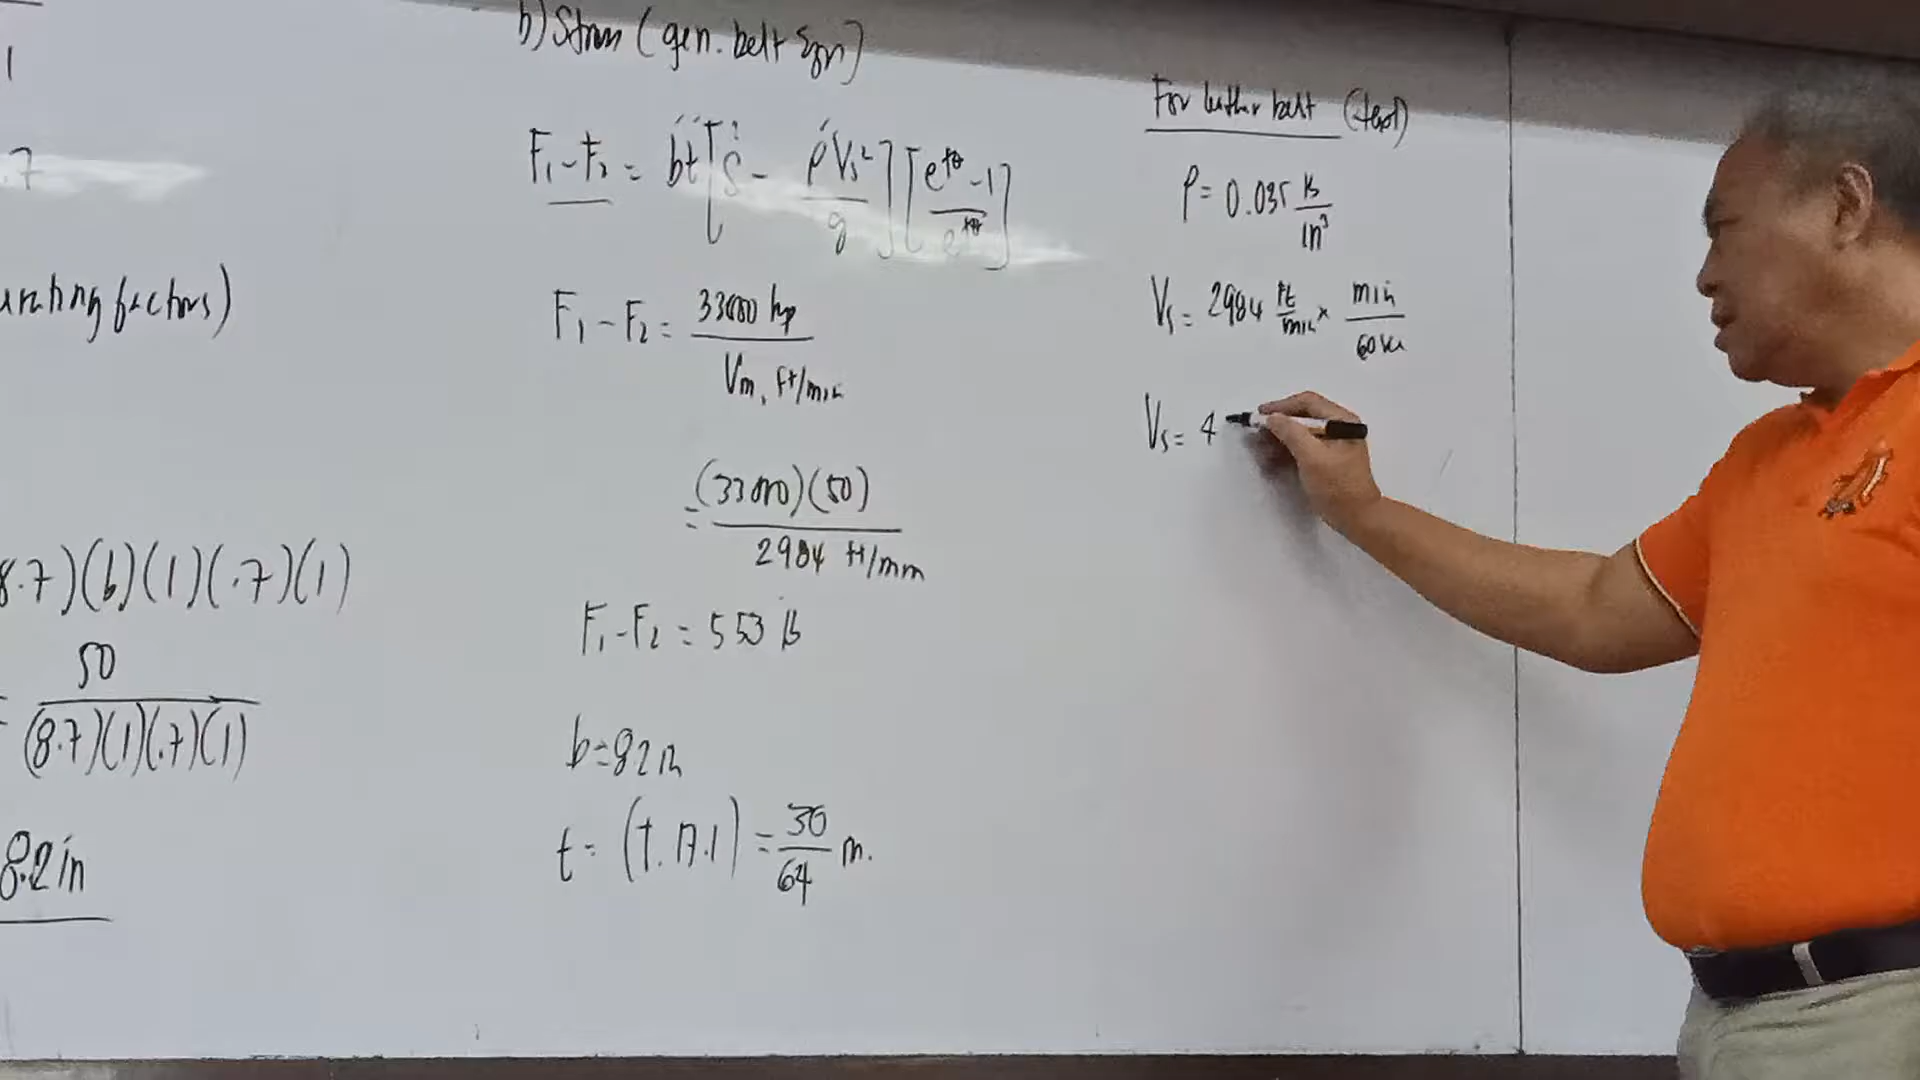 1
.7
urating factors)
8.7)(b)(1)(.7)(1)
= 50 / (8.7)(1)(.7)(1)
8.2 in
b) Stress (gen. belt eqn)
F₁-F₂ = bt[S - ρVs²/g][e^fθ -1 / e^fθ]
F₁-F₂ = 33000 hp / Vm, ft/min
= (33000)(50) / 2984 ft/min
F₁-F₂ = 553 lb
b=8.2 in
t = (T. 17.1) = 30/64 in.
For leather belt (text)
ρ = 0.035 lb/in³
Vs = 2984 ft/min × min/60 sec
Vs = 4